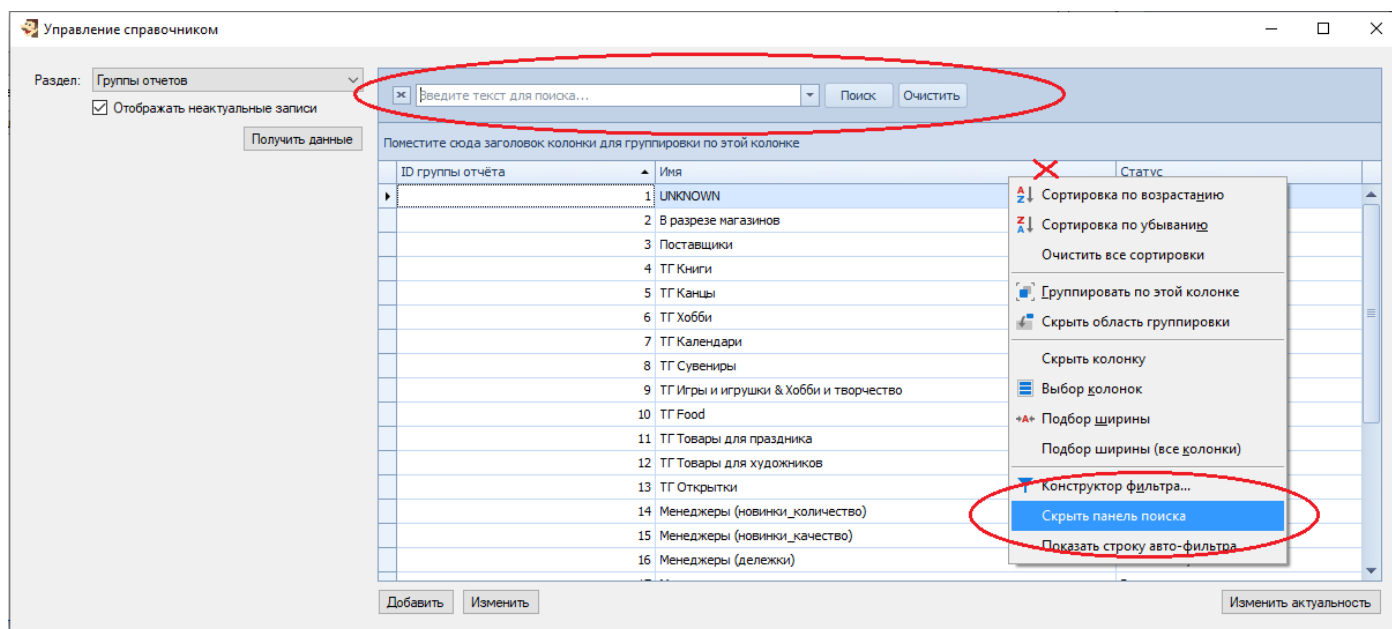 Управление справочником
Раздел: Группы отчетов
Отображать неактуальные записи
Получить данные
Введите текст для поиска...
Поиск
Очистить
Поместите сюда заголовок колонки для группировки по этой колонке
ID группы отчёта Имя Статус
1 UNKNOWN
2 В разрезе магазинов
3 Поставщики
4 ТГ Книги
5 ТГ Канцы
6 ТГ Хобби
7 ТГ Календари
8 ТГ Сувениры
9 ТГ Игры и игрушки & Хобби и творчество
10 ТГ Food
11 ТГ Товары для праздника
12 ТГ Товары для художников
13 ТГ Открытки
14 Менеджеры (новинки_количество)
15 Менеджеры (новинки_качество)
16 Менеджеры (дележки)
Сортировка по возрастанию
Сортировка по убыванию
Очистить все сортировки
Группировать по этой колонке
Скрыть область группировки
Скрыть колонку
Выбор колонок
Подбор ширины
Подбор ширины (все колонки)
Конструктор фильтра...
Скрыть панель поиска
Показать строку авто-фильтра
Добавить
Изменить
Изменить актуальность